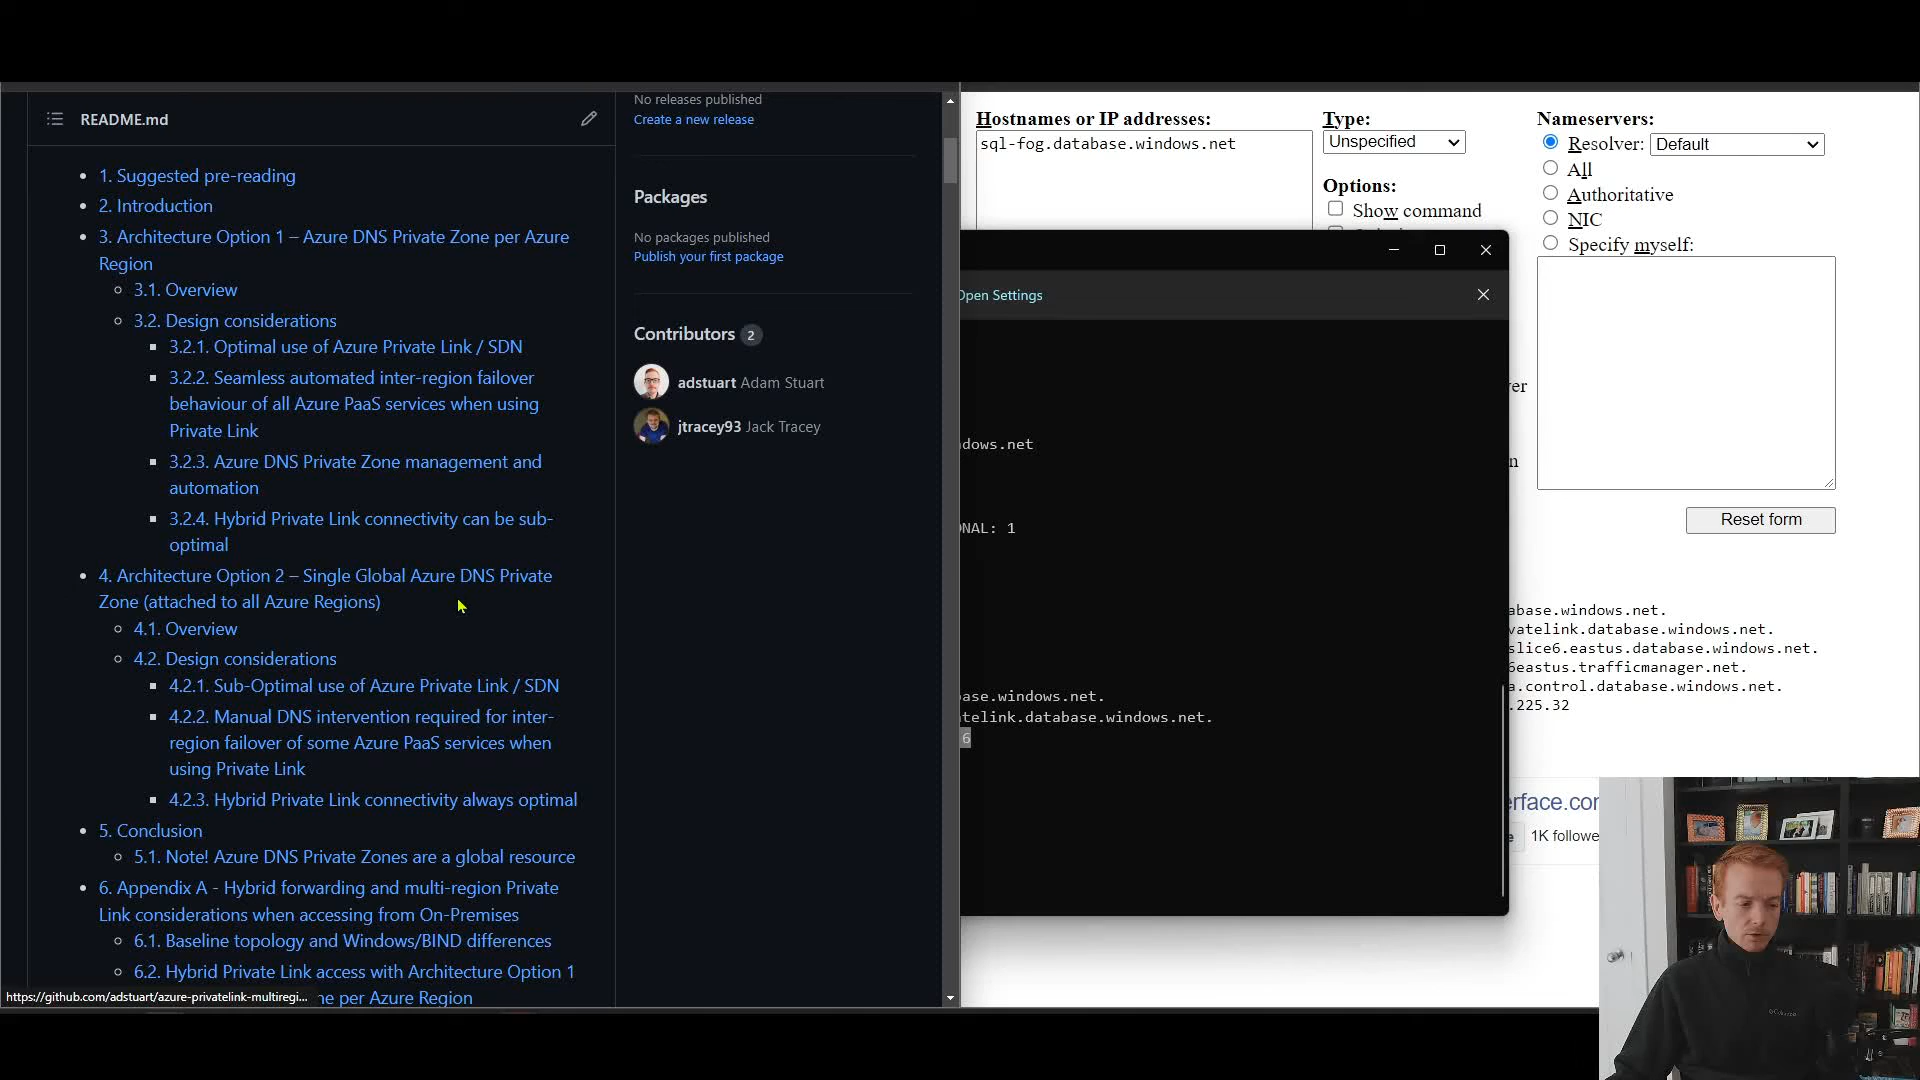 README.md
1. Suggested pre-reading
2. Introduction
3. Architecture Option 1 – Azure DNS Private Zone per Azure
Region
3.1. Overview
3.2. Design considerations
3.2.1. Optimal use of Azure Private Link / SDN
3.2.2. Seamless automated inter-region failover
behaviour of all Azure PaaS services when using
Private Link
3.2.3. Azure DNS Private Zone management and
automation
3.2.4. Hybrid Private Link connectivity can be sub-
optimal
4. Architecture Option 2 – Single Global Azure DNS Private
Zone (attached to all Azure Regions)
4.1. Overview
4.2. Design considerations
4.2.1. Sub-Optimal use of Azure Private Link / SDN
4.2.2. Manual DNS intervention required for inter-
region failover of some Azure PaaS services when
using Private Link
4.2.3. Hybrid Private Link connectivity always optimal
5. Conclusion
5.1. Note! Azure DNS Private Zones are a global resource
6. Appendix A - Hybrid forwarding and multi-region Private
Link considerations when accessing from On-Premises
6.1. Baseline topology and Windows/BIND differences
6.2. Hybrid Private Link access with Architecture Option 1
ne per Azure Region
https://github.com/adstuart/azure-privatelink-multiregi...
No releases published
Create a new release
Packages
No packages published
Publish your first package
Contributors 2
adstuart Adam Stuart
jtracey93 Jack Tracey
Hostnames or IP addresses:
sql-fog.database.windows.net
Type:
Unspecified
Options:
Show command
Nameservers:
Resolver: Default
All
Authoritative
NIC
Specify myself:
Reset form
Open Settings
dows.net
NAL: 1
ase.windows.net.
telink.database.windows.net.
6
er
n
abase.windows.net.
vatelink.database.windows.net.
slice6.eastus.database.windows.net.
6eastus.trafficmanager.net.
a.control.database.windows.net.
.225.32
erface.cor
e
1K followe